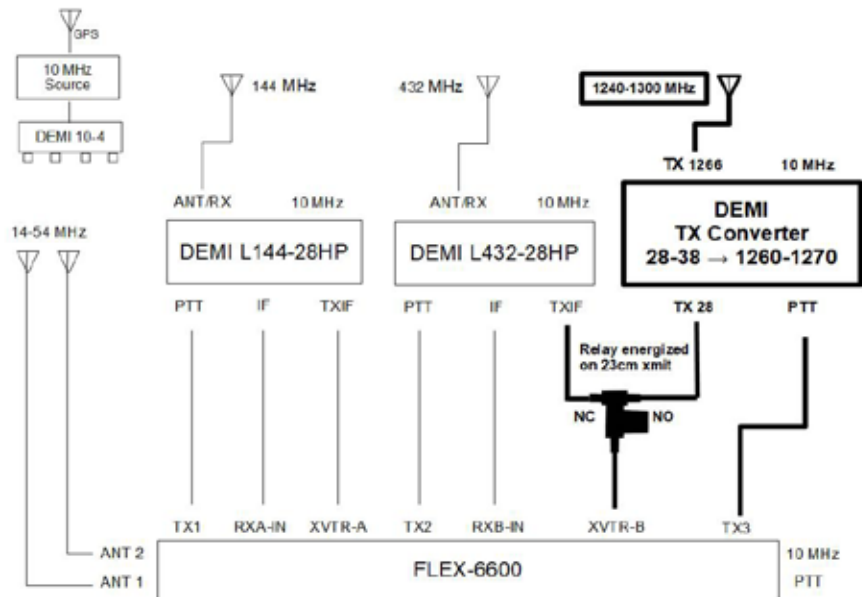 GPS
10 MHz
Source
DEMI 10-4
144 MHz
432 MHz
1240-1300 MHz
ANT/RX
10 MHz
ANT/RX
10 MHz
TX 1266
10 MHz
14-54 MHz
DEMI L144-28HP
DEMI L432-28HP
DEMI
TX Converter
28-38 → 1260-1270
PTT
IF
TXIF
PTT
IF
TXIF
TX 28
PTT
Relay energized
on 23cm xmit
NC
NO
TX1
RXA-IN
XVTR-A
TX2
RXB-IN
XVTR-B
TX3
ANT 2
ANT 1
FLEX-6600
10 MHz
PTT